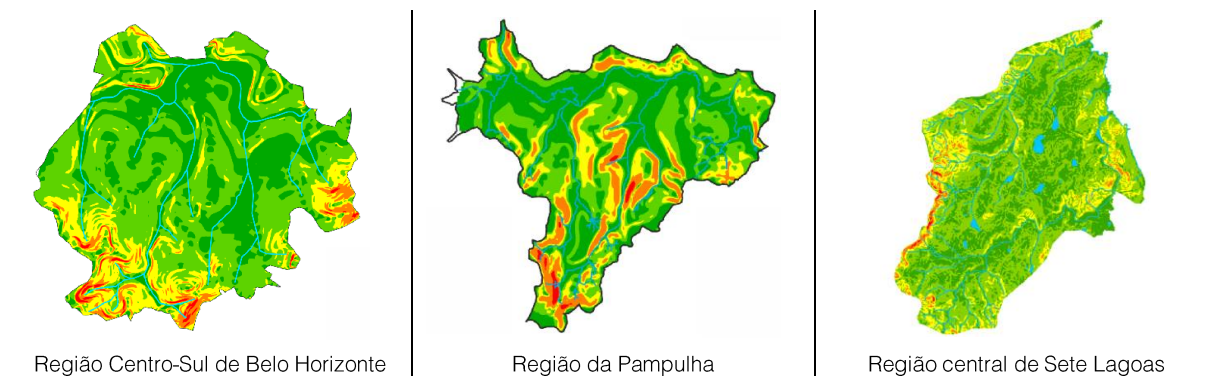 Região Centro-Sul de Belo Horizonte
Região da Pampulha
Região central de Sete Lagoas